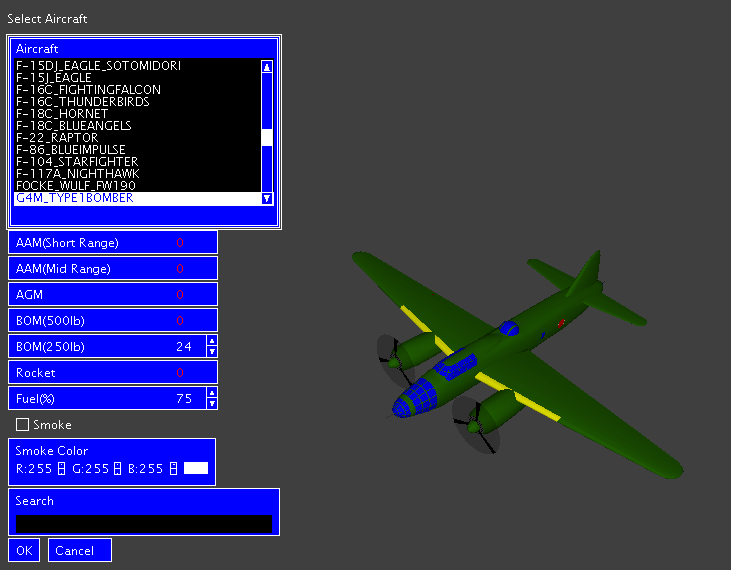 Select Aircraft
Aircraft
F-15DJ_EAGLE_SOTOMIDORI
F-15J_EAGLE
F-16C_FIGHTINGFALCON
F-16C_THUNDERBIRDS
F-18C_HORNET
F-18C_BLUEANGELS
F-22_RAPTOR
F-86_BLUEIMPULSE
F-104_STARFIGHTER
F-117A_NIGHTHAWK
FOCKE_WULF_FW190
G4M_TYPE1BOMBER
AAM(Short Range) 0
AAM(Mid Range) 0
AGM 0
BOM(500lb) 0
BOM(250lb) 24
Rocket 0
Fuel(%) 75
Smoke
Smoke Color
R:255 G:255 B:255
Search
OK Cancel